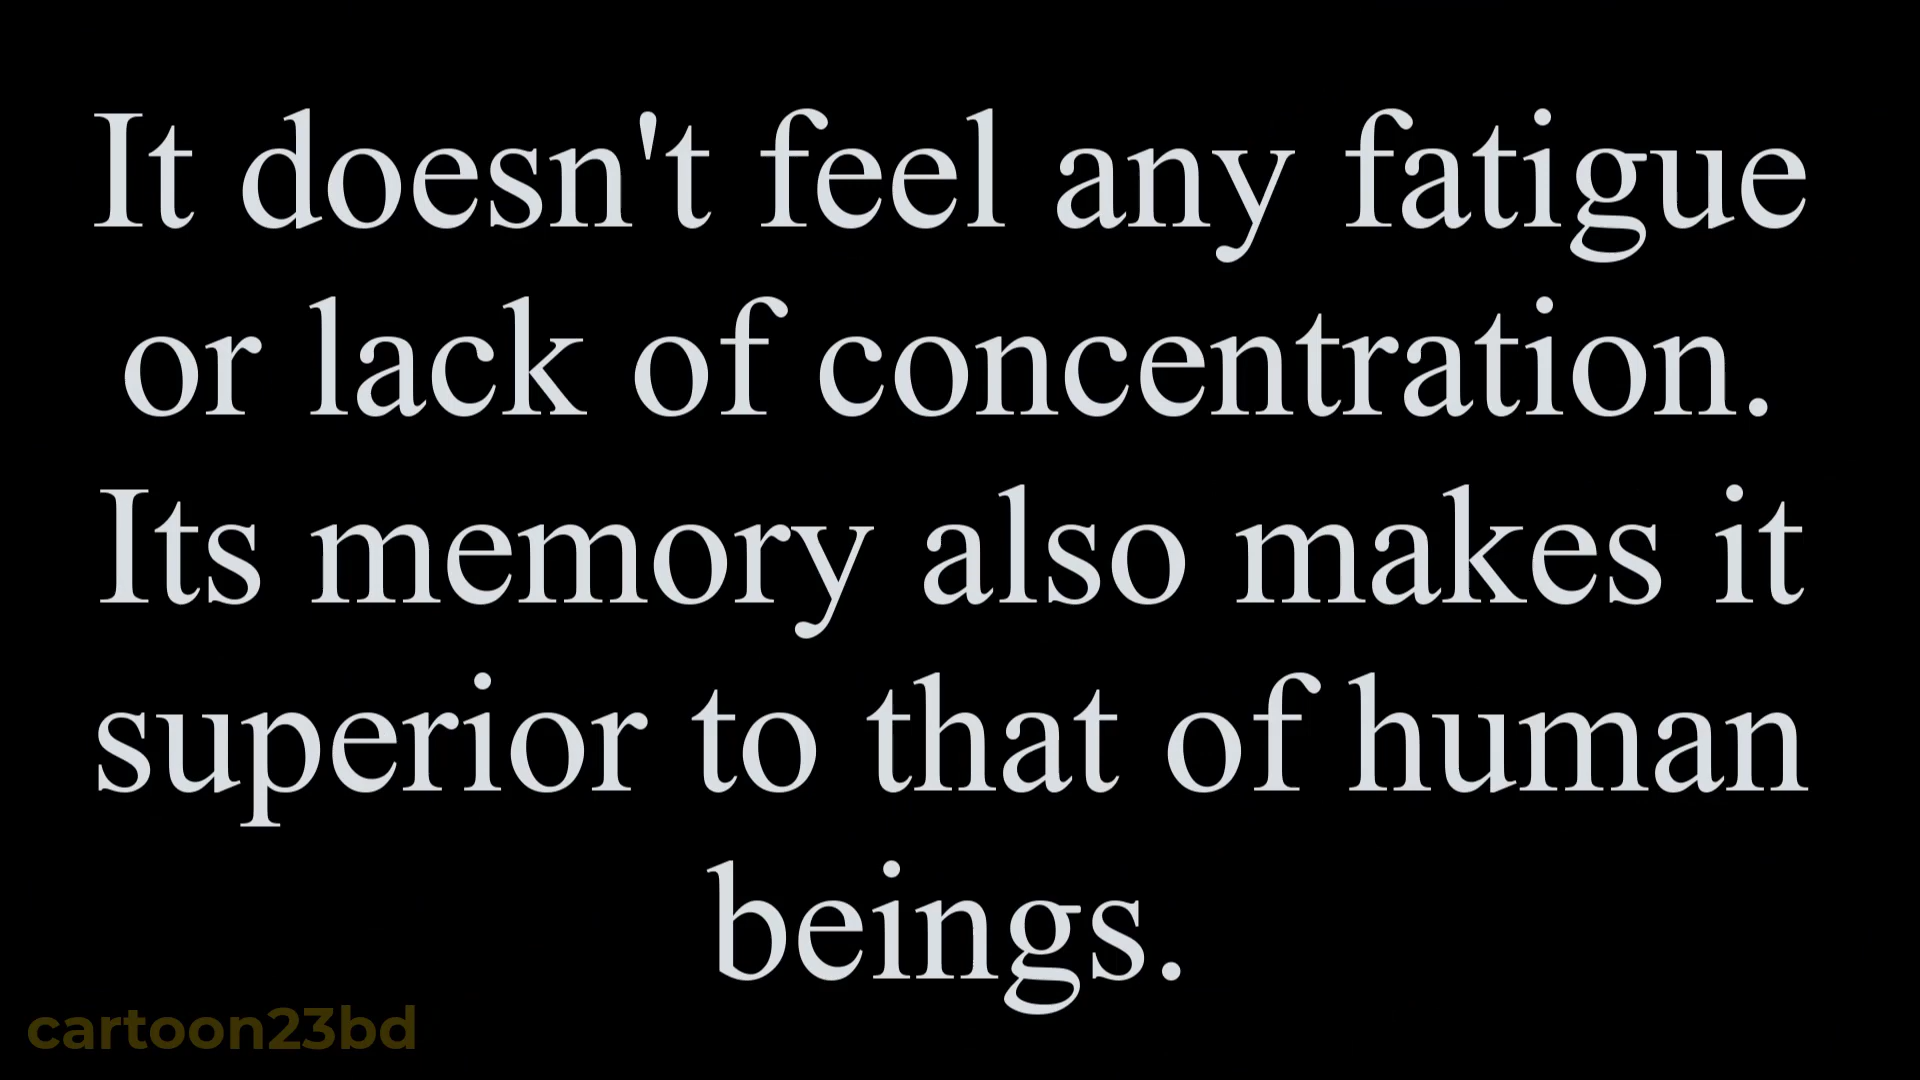 It doesn't feel any fatigue
or lack of concentration.
Its memory also makes it
superior to that of human
beings.
cartoon23bd